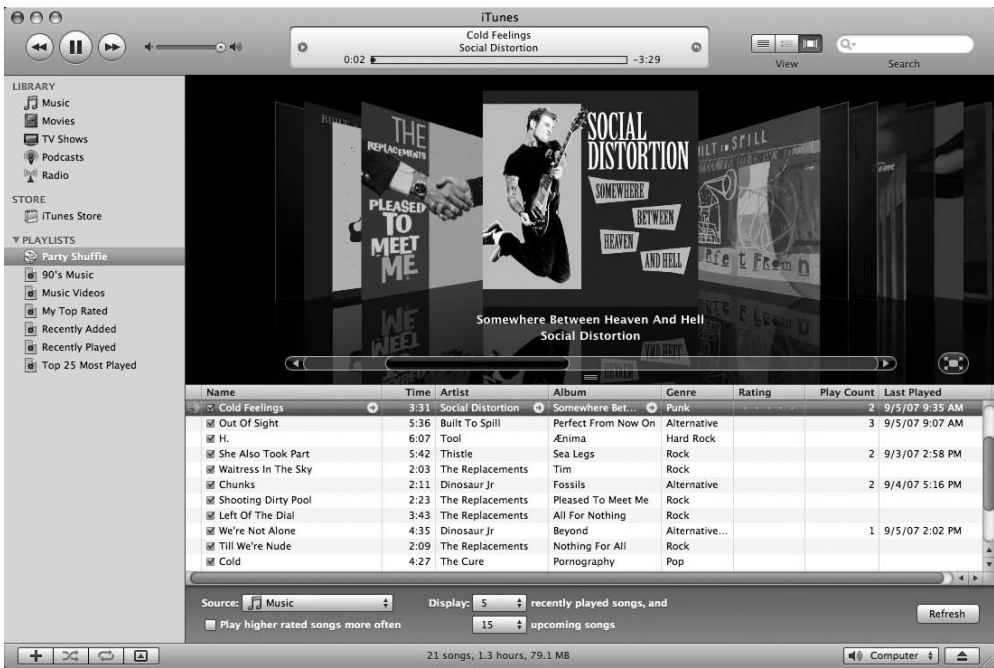 iTunes
Cold Feelings
Social Distortion
0:02 -3:29
View
Search
LIBRARY
Music
Movies
TV Shows
Podcasts
Radio
STORE
iTunes Store
PLAYLISTS
Party Shuffle
90's Music
Music Videos
My Top Rated
Recently Added
Recently Played
Top 25 Most Played
THE
REPLACEMENTS
PLEASED
TO
MEET
ME
SOCIAL
DISTORTION
SOMEWHERE
BETWEEN
HEAVEN
AND HELL
Somewhere Between Heaven And Hell
Social Distortion
Name Time Artist Album Genre Rating Play Count Last Played
Cold Feelings 3:31 Social Distortion Somewhere Bet... Punk 2 9/5/07 9:35 AM
Out Of Sight 5:36 Built To Spill Perfect From Now On Alternative 3 9/5/07 9:07 AM
H. 6:07 Tool Ænima Hard Rock
She Also Took Part 5:42 Thistle Sea Legs Rock 2 9/3/07 2:58 PM
Waitress In The Sky 2:03 The Replacements Tim Rock
Chunks 2:11 Dinosaur Jr Fossils Alternative 2 9/4/07 5:16 PM
Shooting Dirty Pool 2:23 The Replacements Pleased To Meet Me Rock
Left Of The Dial 3:43 The Replacements All For Nothing Rock
We're Not Alone 4:35 Dinosaur Jr Beyond Alternative... 1 9/5/07 2:02 PM
Till We're Nude 2:09 The Replacements Nothing For All Rock
Cold 4:27 The Cure Pornography Pop
Source: Music Display: 5 recently played songs, and
Play higher rated songs more often 15 upcoming songs
Refresh
21 songs, 1.3 hours, 79.1 MB
Computer